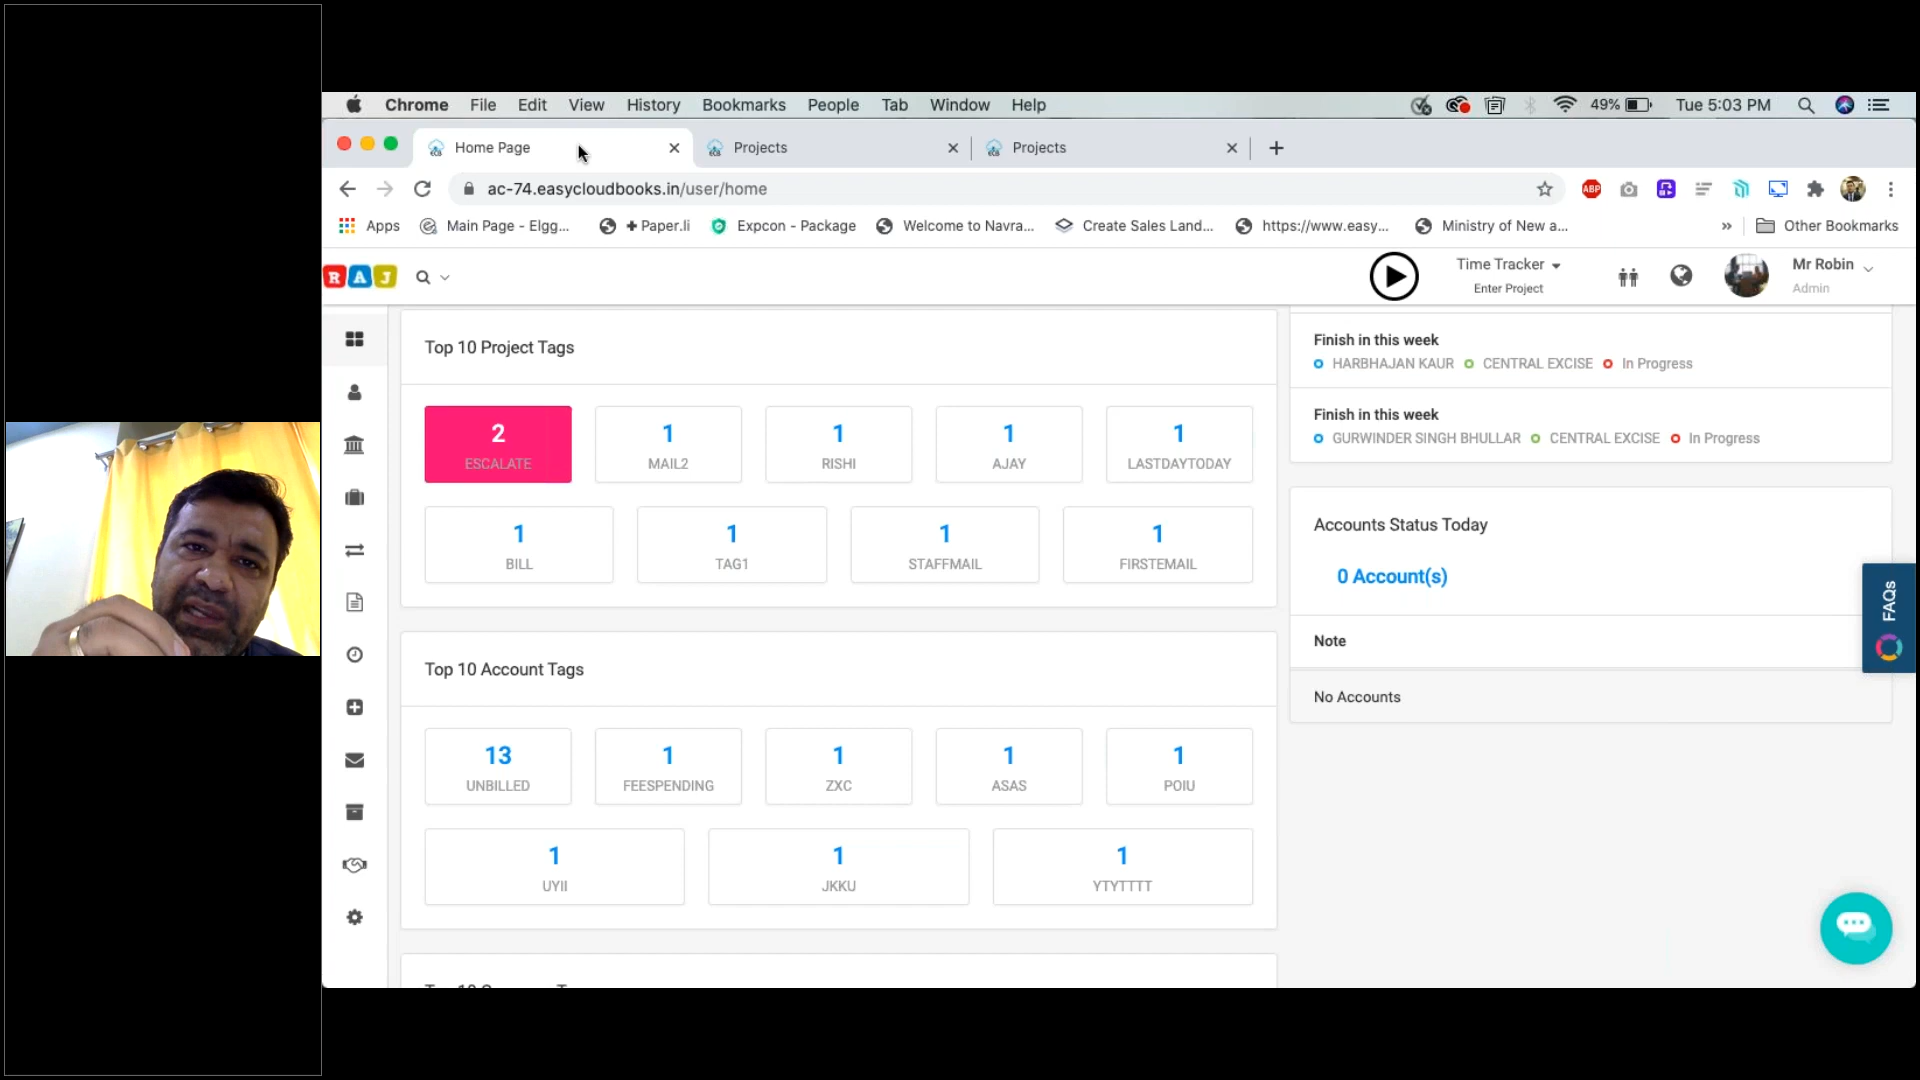 Chrome File Edit View History Bookmarks People Tab Window Help 49% Tue 5:03 PM
Home Page Projects Projects
ac-74.easycloudbooks.in/user/home ABP
Apps Main Page - Elgg... + Paper.li Expcon - Package Welcome to Navra... Create Sales Land... https://www.easy... Ministry of New a... » Other Bookmarks
RAJ Time Tracker Mr Robin
Enter Project Admin
Top 10 Project Tags
2 1 1 1 1
ESCALATE MAIL2 RISHI AJAY LASTDAYTODAY
1 1 1 1
BILL TAG1 STAFFMAIL FIRSTEMAIL
Top 10 Account Tags
13 1 1 1 1
UNBILLED FEESPENDING ZXC ASAS POIU
1 1 1
UYII JKKU YTYTTTT
Finish in this week
HARBHAJAN KAUR CENTRAL EXCISE In Progress
Finish in this week
GURWINDER SINGH BHULLAR CENTRAL EXCISE In Progress
Accounts Status Today
0 Account(s)
Note
No Accounts
FAQs